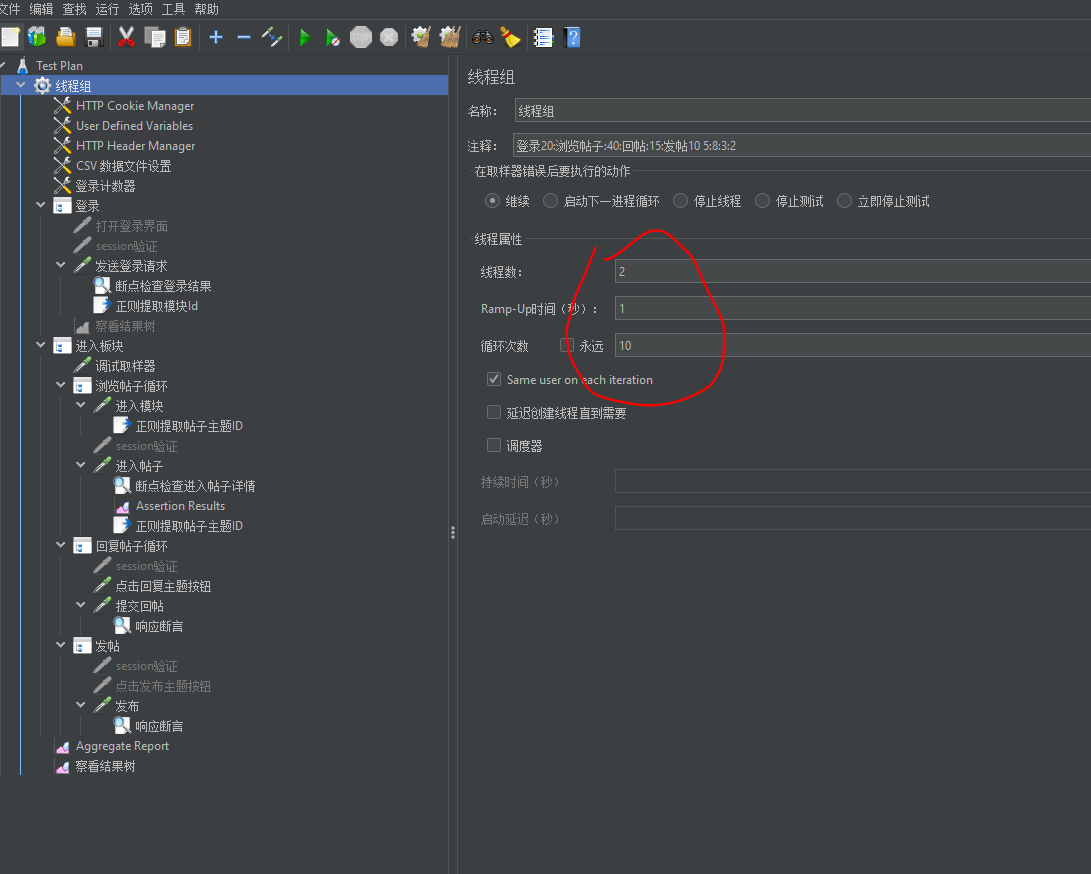 文件 编辑 查找 运行 选项 工具 帮助
STOP
?
Test Plan
线程组
HTTP Cookie Manager
User Defined Variables
HTTP Header Manager
CSV 数据文件设置
登录计数器
登录
打开登录界面
session验证
发送登录请求
断点检查登录结果
正则提取模块Id
察看结果树
进入板块
调试取样器
浏览帖子循环
进入模块
正则提取帖子主题ID
session验证
进入帖子
断点检查进入帖子详情
Assertion Results
正则提取帖子主题ID
回复帖子循环
session验证
点击回复主题按钮
提交回帖
响应断言
发帖
session验证
点击发布主题按钮
发布
响应断言
Aggregate Report
察看结果树
线程组
名称: 线程组
注释: 登录20:浏览帖子:40:回帖:15:发帖10 5:8:3:2
在取样器错误后要执行的动作
继续 启动下一进程循环 停止线程 停止测试 立即停止测试
线程属性
线程数: 2
Ramp-Up时间（秒）: 1
循环次数 永远 10
Same user on each iteration
延迟创建线程直到需要
调度器
持续时间（秒）
启动延迟（秒）